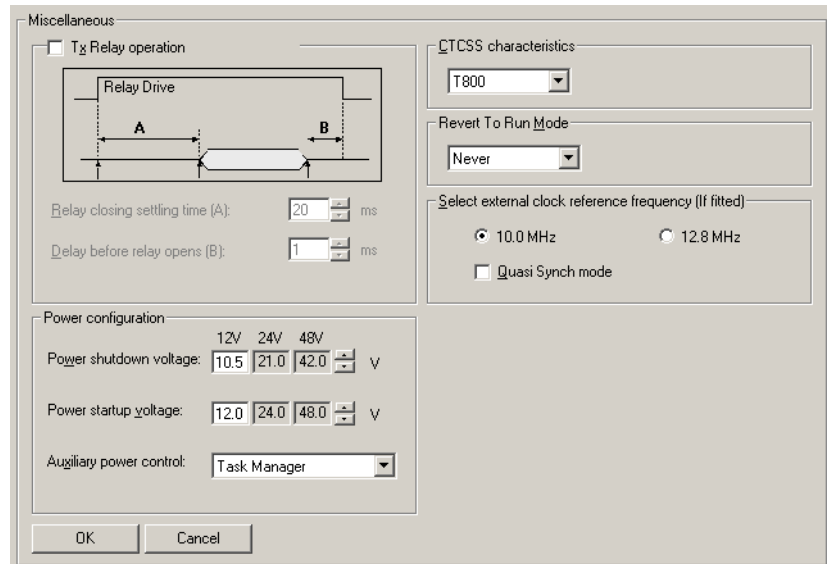 Miscellaneous
Tx Relay operation
Relay Drive
A
B
Relay closing settling time (A):
20
ms
Delay before relay opens (B):
1
ms
CTCSS characteristics
T800
Revert To Run Mode
Never
Select external clock reference frequency (If fitted)
10.0 MHz
12.8 MHz
Quasi Synch mode
Power configuration
12V 24V 48V
Power shutdown voltage: 10.5 21.0 42.0 V
Power startup voltage: 12.0 24.0 48.0 V
Auxiliary power control: Task Manager
OK
Cancel